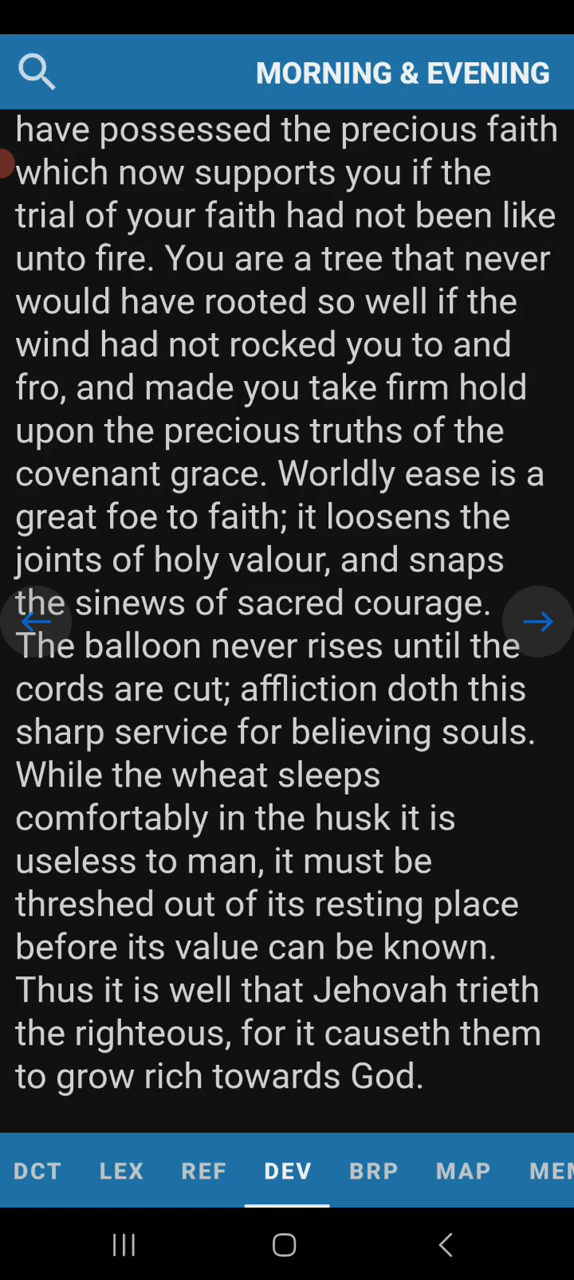 MORNING & EVENING
have possessed the precious faith
which now supports you if the
trial of your faith had not been like
unto fire. You are a tree that never
would have rooted so well if the
wind had not rocked you to and
fro, and made you take firm hold
upon the precious truths of the
covenant grace. Worldly ease is a
great foe to faith; it loosens the
joints of holy valour, and snaps
the sinews of sacred courage.
The balloon never rises until the
cords are cut; affliction doth this
sharp service for believing souls.
While the wheat sleeps
comfortably in the husk it is
useless to man, it must be
threshed out of its resting place
before its value can be known.
Thus it is well that Jehovah trieth
the righteous, for it causeth them
to grow rich towards God.
DCT LEX REF DEV BRP MAP MEM